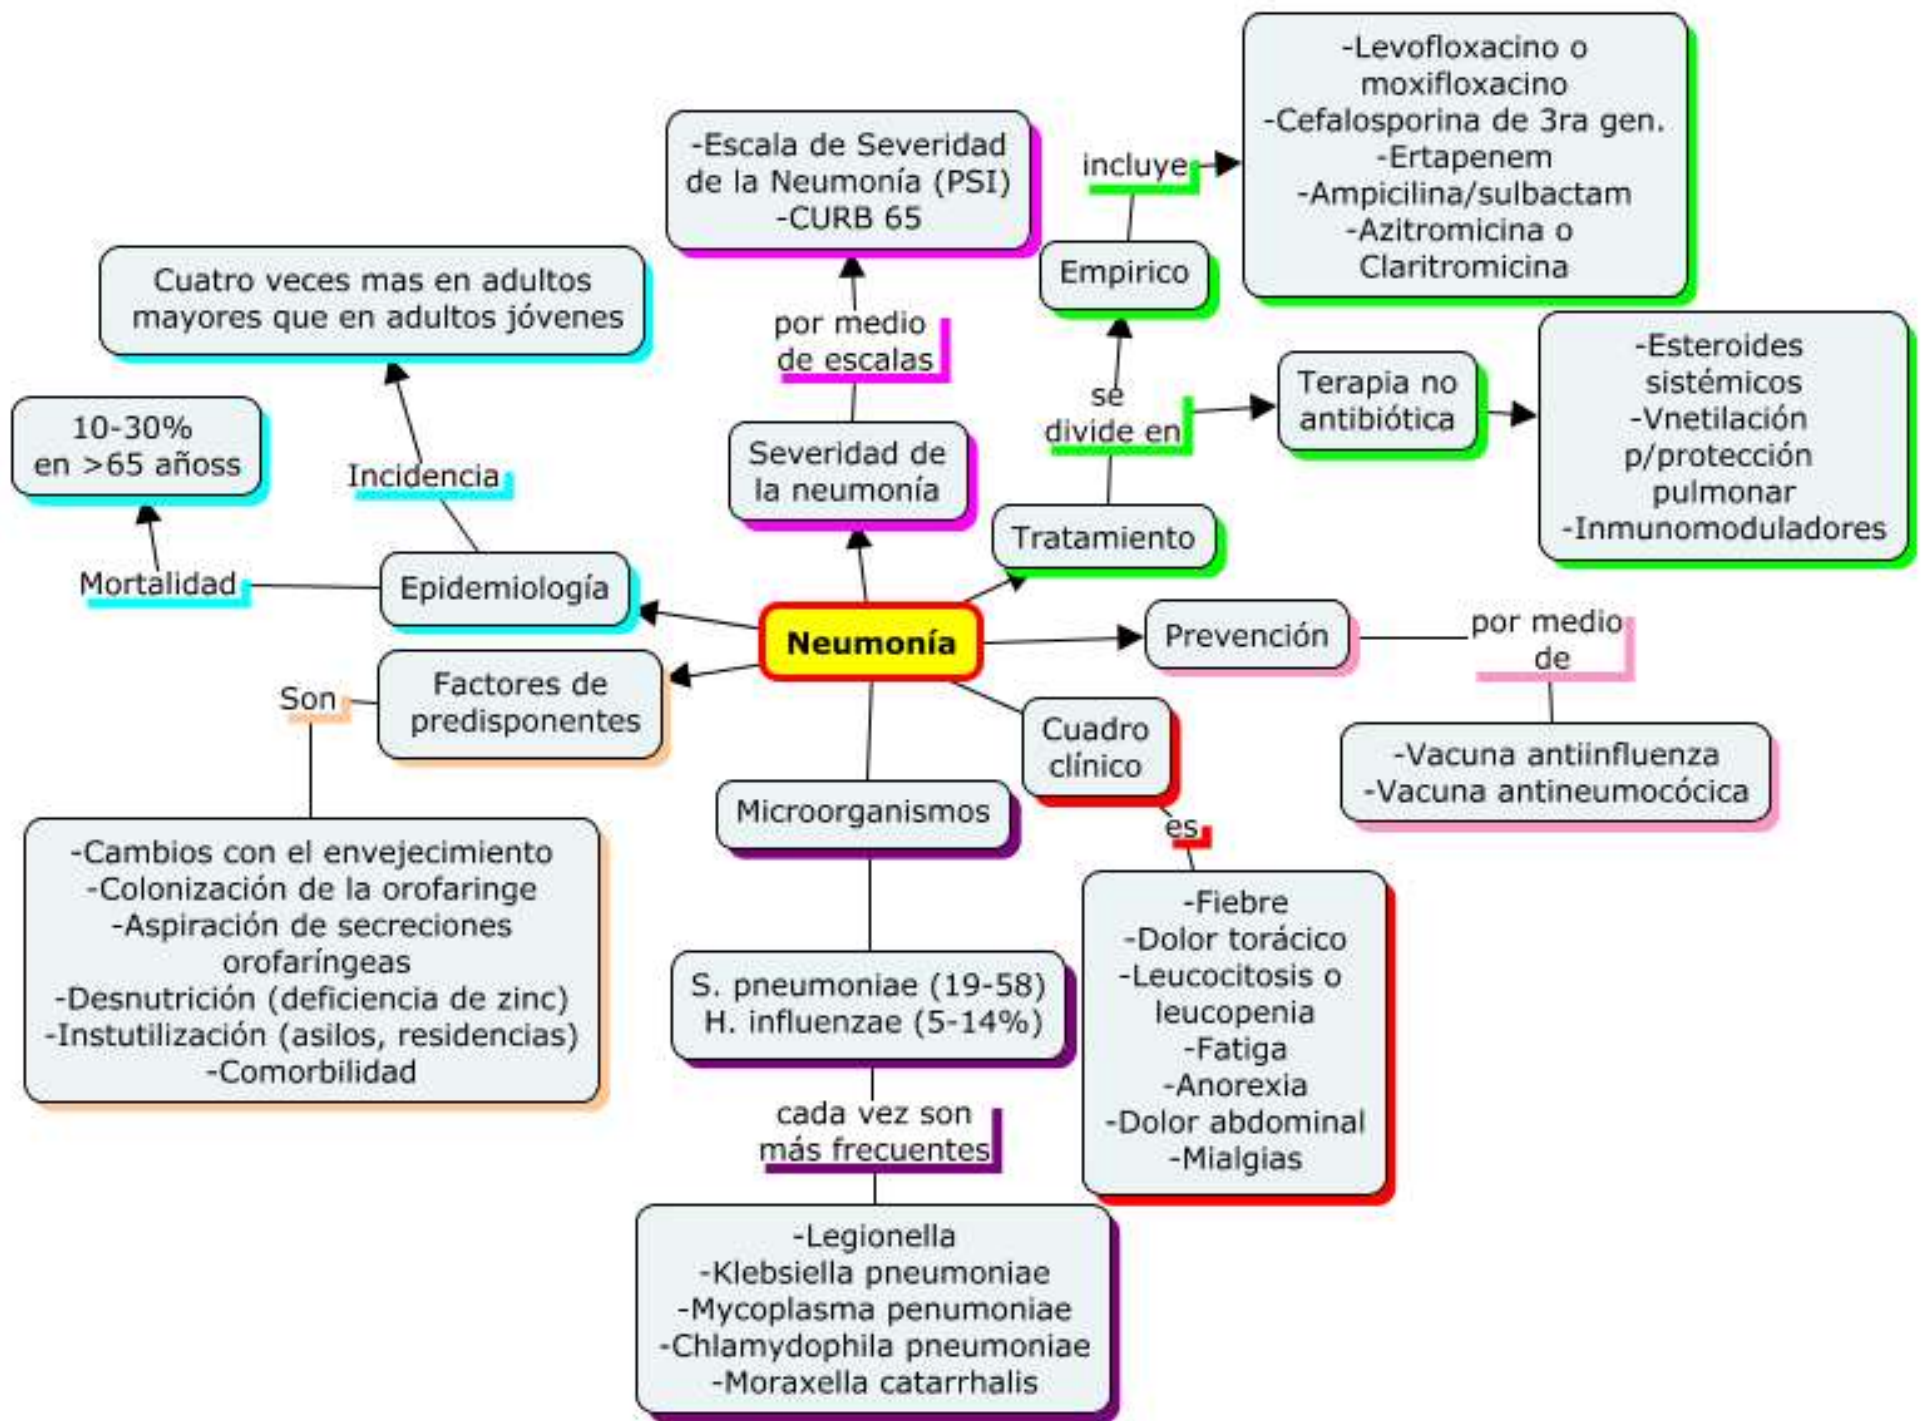 -Levofloxacino o
moxifloxacino
-Cefalosporina de 3ra gen.
-Ertapenem
-Ampicilina/sulbactam
-Azitromicina o
Claritromicina
incluye
Empirico
-Escala de Severidad
de la Neumonía (PSI)
-CURB 65
por medio
de escalas
Severidad de
la neumonía
Cuatro veces mas en adultos
mayores que en adultos jóvenes
Incidencia
10-30%
en >65 añoss
Mortalidad
Epidemiología
se
divide en
Tratamiento
Terapia no
antibiótica
-Esteroides
sistémicos
-Vnetilación
p/protección
pulmonar
-Inmunomoduladores
Neumonía
Prevención
por medio
de
-Vacuna antiinfluenza
-Vacuna antineumocócica
Factores de
predisponentes
Son
-Cambios con el envejecimiento
-Colonización de la orofaringe
-Aspiración de secreciones
orofaríngeas
-Desnutrición (deficiencia de zinc)
-Instutilización (asilos, residencias)
-Comorbilidad
Cuadro
clínico
es
-Fiebre
-Dolor torácico
-Leucocitosis o
leucopenia
-Fatiga
-Anorexia
-Dolor abdominal
-Mialgias
Microorganismos
S. pneumoniae (19-58)
H. influenzae (5-14%)
cada vez son
más frecuentes
-Legionella
-Klebsiella pneumoniae
-Mycoplasma penumoniae
-Chlamydophila pneumoniae
-Moraxella catarrhalis